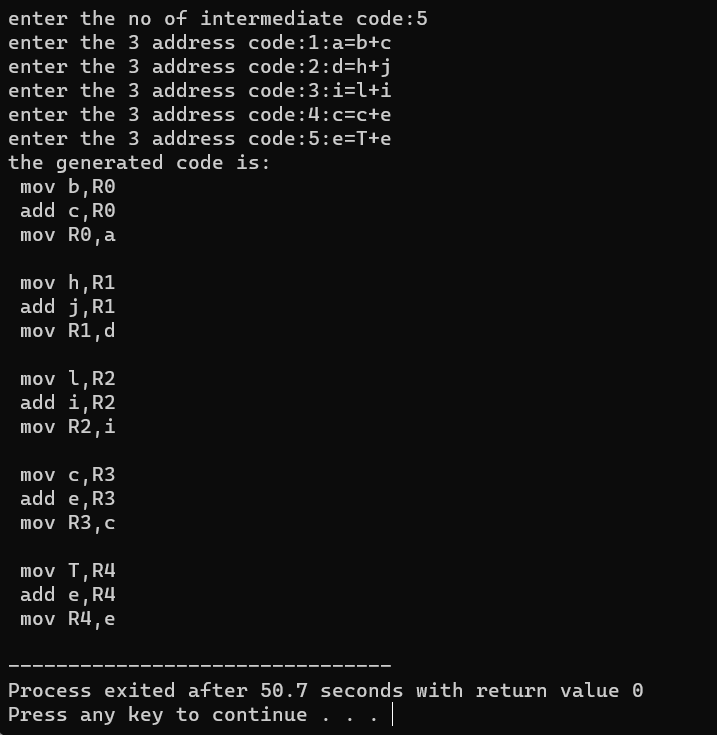 enter the no of intermediate code:5
enter the 3 address code:1:a=b+c
enter the 3 address code:2:d=h+j
enter the 3 address code:3:i=l+i
enter the 3 address code:4:c=c+e
enter the 3 address code:5:e=T+e
the generated code is:
mov b,R0
add c,R0
mov R0,a
mov h,R1
add j,R1
mov R1,d
mov l,R2
add i,R2
mov R2,i
mov c,R3
add e,R3
mov R3,c
mov T,R4
add e,R4
mov R4,e
--------------------------------
Process exited after 50.7 seconds with return value 0
Press any key to continue . . .